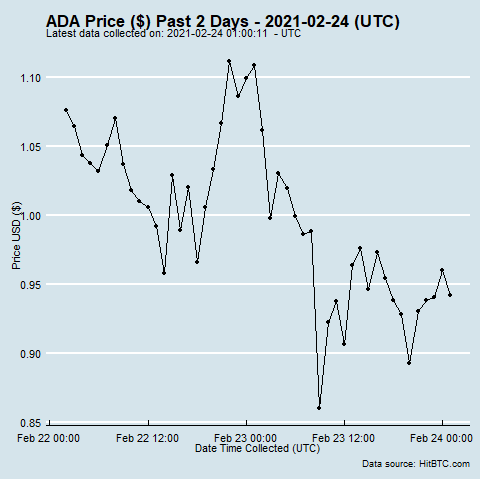 ADA Price ($) Past 2 Days - 2021-02-24 (UTC)
Latest data collected on: 2021-02-24 01:00:11 - UTC
1.10
1.05
1.00
0.95
0.90
0.85
Price USD ($)
Feb 22 00:00 Feb 22 12:00 Feb 23 00:00 Feb 23 12:00 Feb 24 00:00
Date Time Collected (UTC)
Data source: HitBTC.com